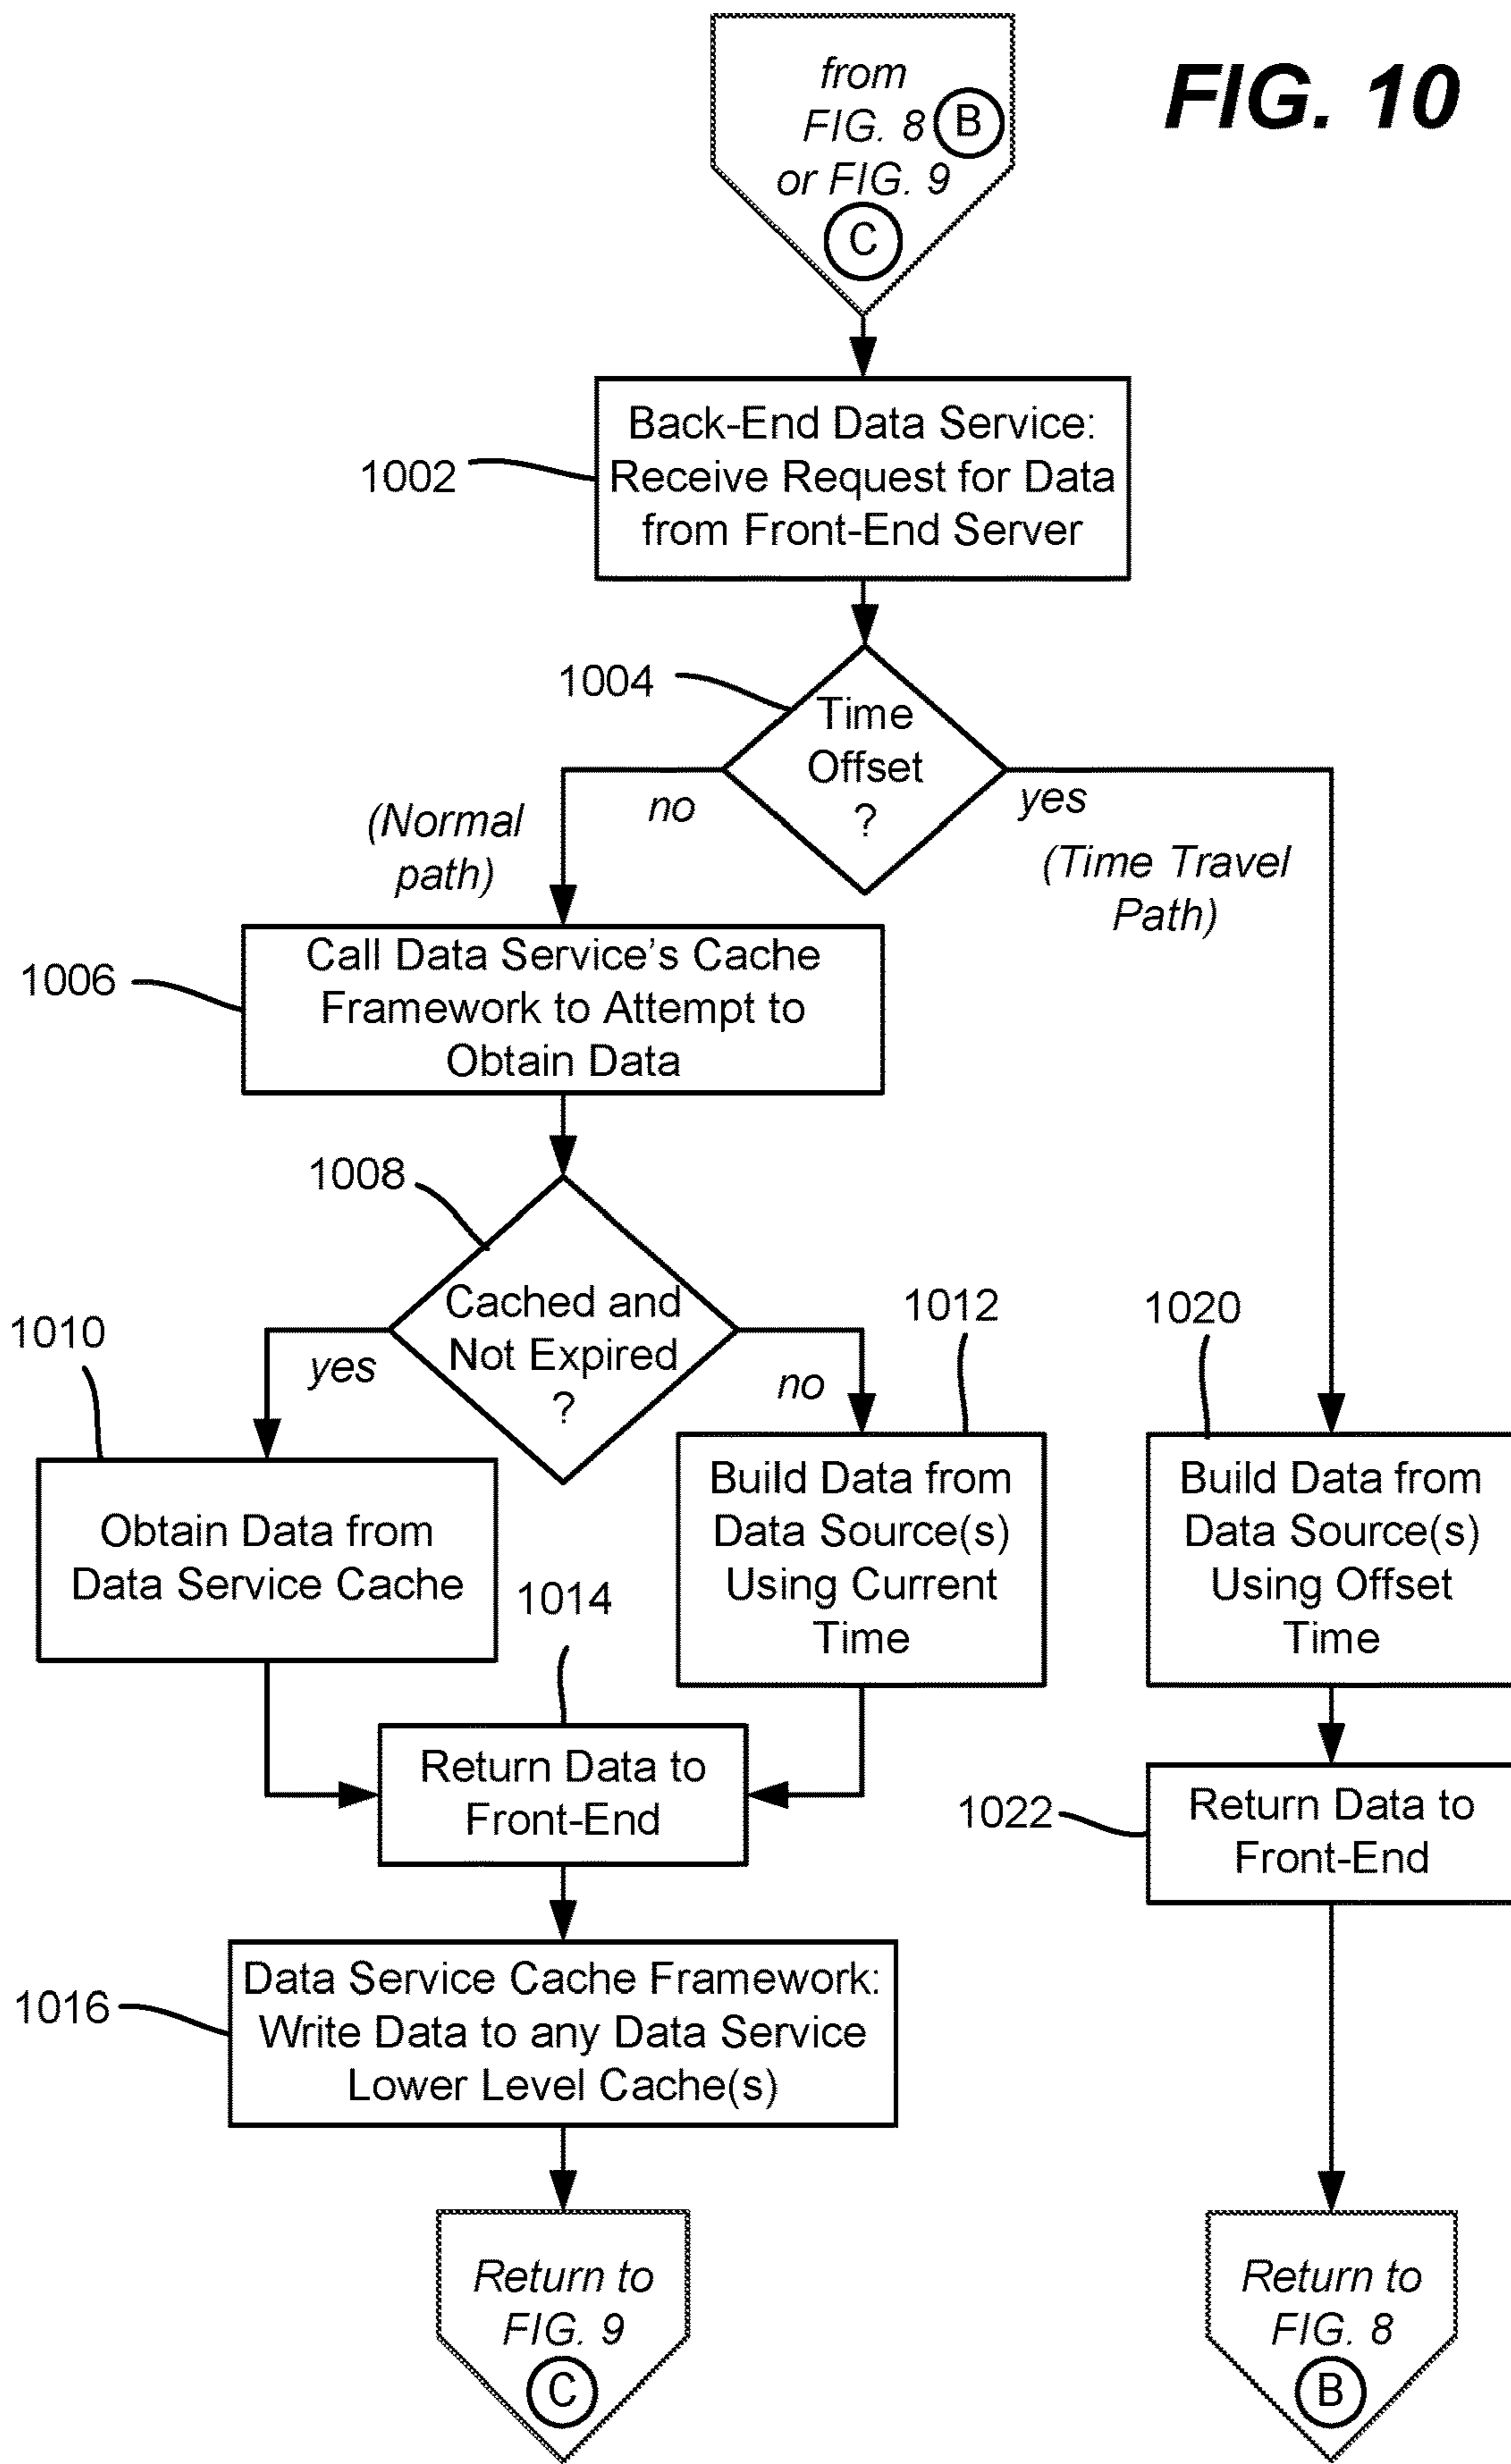 FIG. 10
from
FIG. 8 B
or FIG. 9
C
Back-End Data Service:
Receive Request for Data
from Front-End Server
1002
1004
Time
Offset
?
no
yes
(Normal
path)
(Time Travel
Path)
1006
Call Data Service's Cache
Framework to Attempt to
Obtain Data
1008
Cached and
Not Expired
?
yes
no
1010
Obtain Data from
Data Service Cache
1012
Build Data from
Data Source(s)
Using Current
Time
1020
Build Data from
Data Source(s)
Using Offset
Time
1014
Return Data to
Front-End
1022
Return Data to
Front-End
1016
Data Service Cache Framework:
Write Data to any Data Service
Lower Level Cache(s)
Return to
FIG. 9
C
Return to
FIG. 8
B